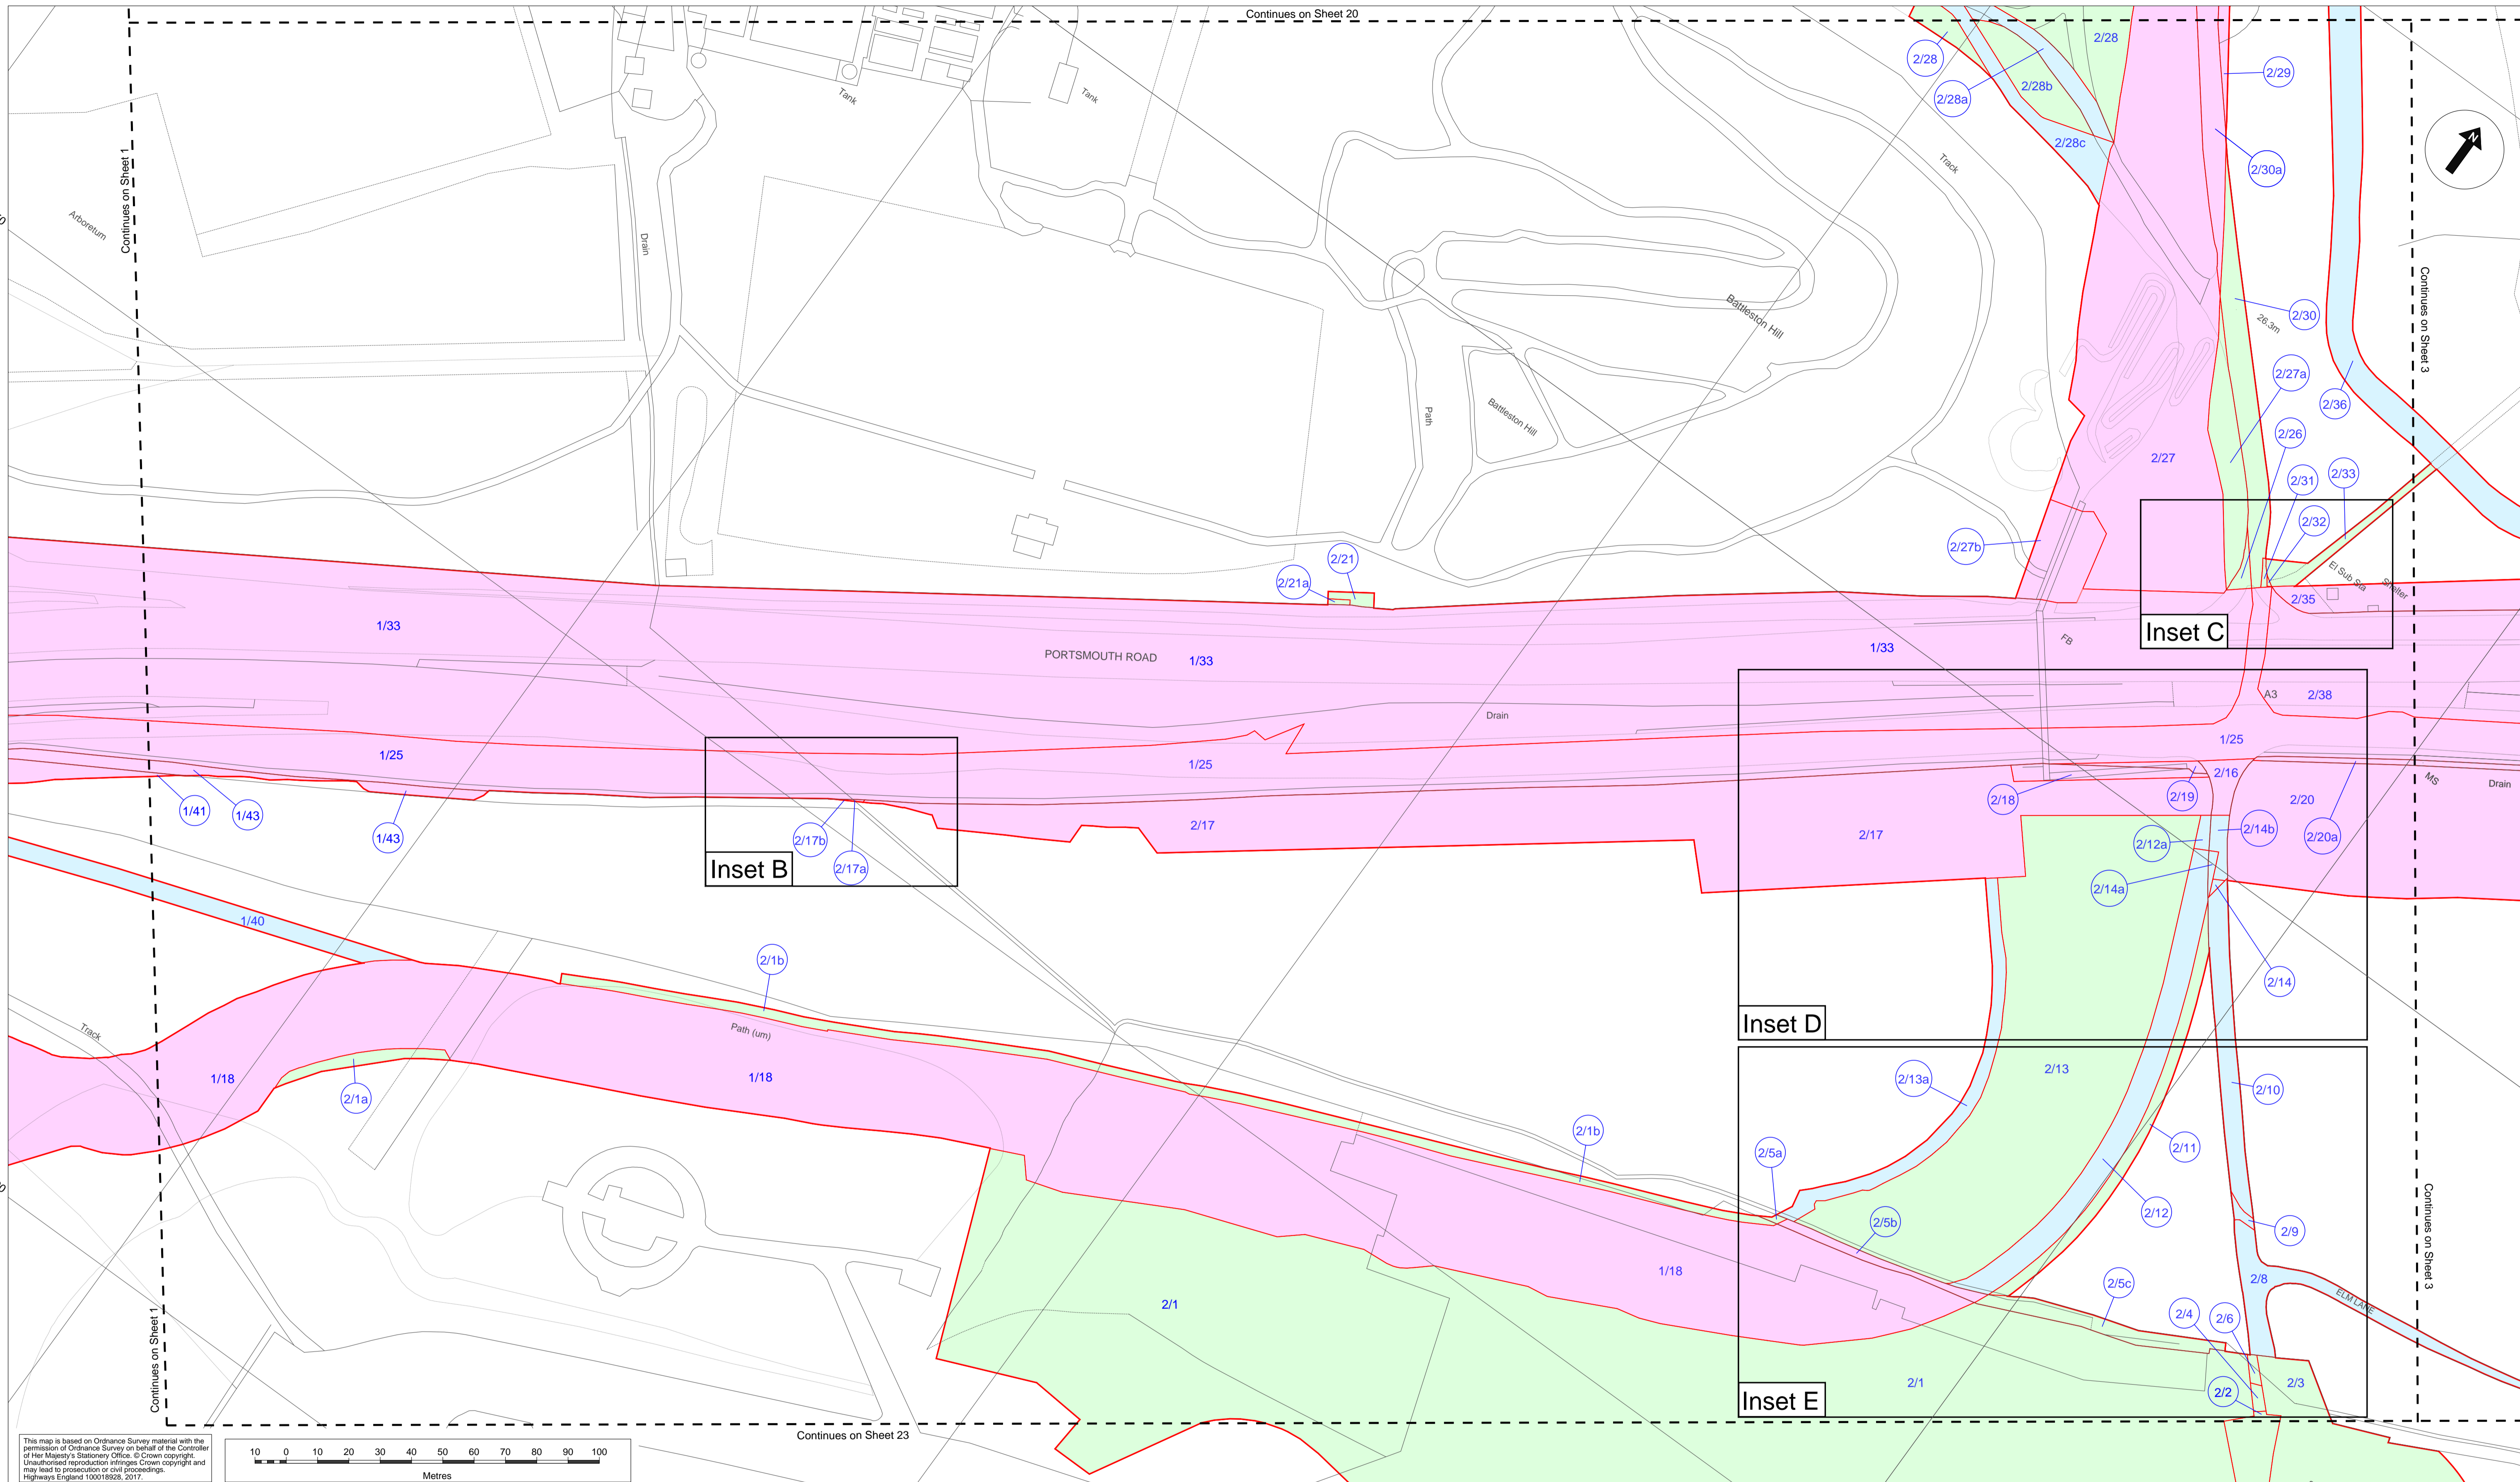 Continues on Sheet 20
2/28
2/28
2/29
2/28b
2/28a
N
2/28c
2/30a
Tank
Tank
Track
Continues on Sheet 1
Arboretum
Drain
Battleston Hill
26.3m
2/30
Continues on Sheet 3
2/27a
2/36
Path
Battleston Hill
2/26
2/27
2/31
2/33
2/32
2/27b
2/21
2/21a
El Sub Sta
Shelter
2/35
Inset C
1/33
PORTSMOUTH ROAD
1/33
1/33
FB
A3
2/38
Drain
1/25
1/25
1/25
2/16
MS
Drain
1/41
1/43
1/43
2/18
2/19
2/20
2/17b
2/17
2/17
2/14b
2/20a
2/12a
Inset B
2/17a
2/14a
1/40
2/1b
2/14
Path (um)
Track
Inset D
1/18
1/18
2/1a
2/13
2/13a
2/10
2/1b
2/5a
2/11
2/12
2/5b
2/9
Continues on Sheet 3
1/18
2/8
ELM LANE
2/5c
2/1
2/4
2/6
Continues on Sheet 1
2/1
2/3
2/2
Inset E
Continues on Sheet 23
This map is based on Ordnance Survey material with the
permission of Ordnance Survey on behalf of the Controller
of Her Majesty's Stationery Office. © Crown copyright.
Unauthorised reproduction infringes Crown copyright and
may lead to prosecution or civil proceedings.
Highways England 100018928, 2017.
10 0 10 20 30 40 50 60 70 80 90 100
Metres